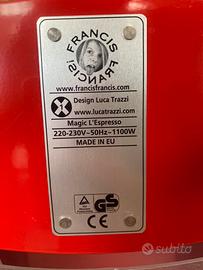 FRANCIS
FRANCIS!
www.francisfrancis.com
X
Design Luca Trazzi
www.lucatrazzi.com
Magic L'Espresso
220-230V~50Hz~1100W
MADE IN EU
GS
subito